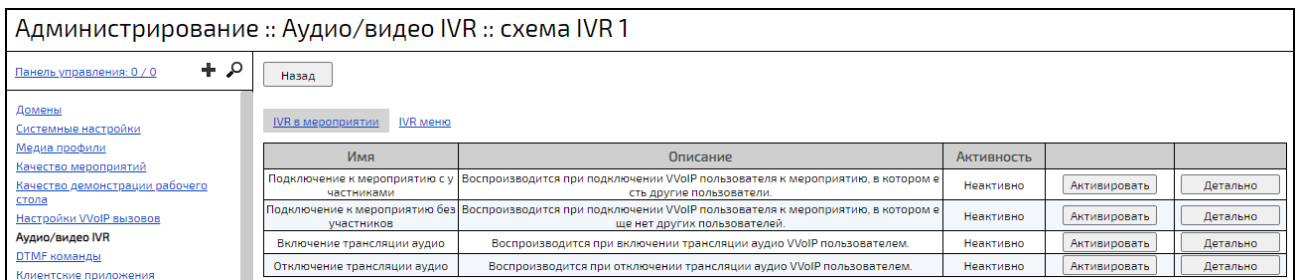 Администрирование :: Аудио/видео IVR :: схема IVR 1
Панель управления: 0 / 0
Назад
Домены
Системные настройки
Медиа профили
Качество мероприятий
Качество демонстрации рабочего
стола
Настройки VVoIP вызовов
Аудио/видео IVR
DTMF команды
Клиентские приложения
IVR в мероприятии IVR меню
Имя Описание Активность
Подключение к мероприятию с у
частниками
Воспроизводится при подключении VVoIP пользователя к мероприятию, в котором е
сть другие пользователи.
Неактивно Активировать Детально
Подключение к мероприятию без
участников
Воспроизводится при подключении VVoIP пользователя к мероприятию, в котором е
ще нет других пользователей.
Неактивно Активировать Детально
Включение трансляции аудио Воспроизводится при включении трансляции аудио VVoIP пользователем. Неактивно Активировать Детально
Отключение трансляции аудио Воспроизводится при отключении трансляции аудио VVoIP пользователем. Неактивно Активировать Детально